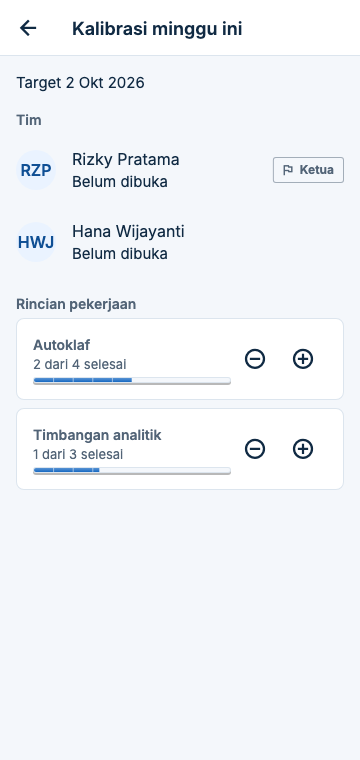 Kalibrasi minggu ini
Target 2 Okt 2026
Tim
RZP
Rizky Pratama
Belum dibuka
Ketua
HWJ
Hana Wijayanti
Belum dibuka
Rincian pekerjaan
Autoklaf
2 dari 4 selesai
Timbangan analitik
1 dari 3 selesai